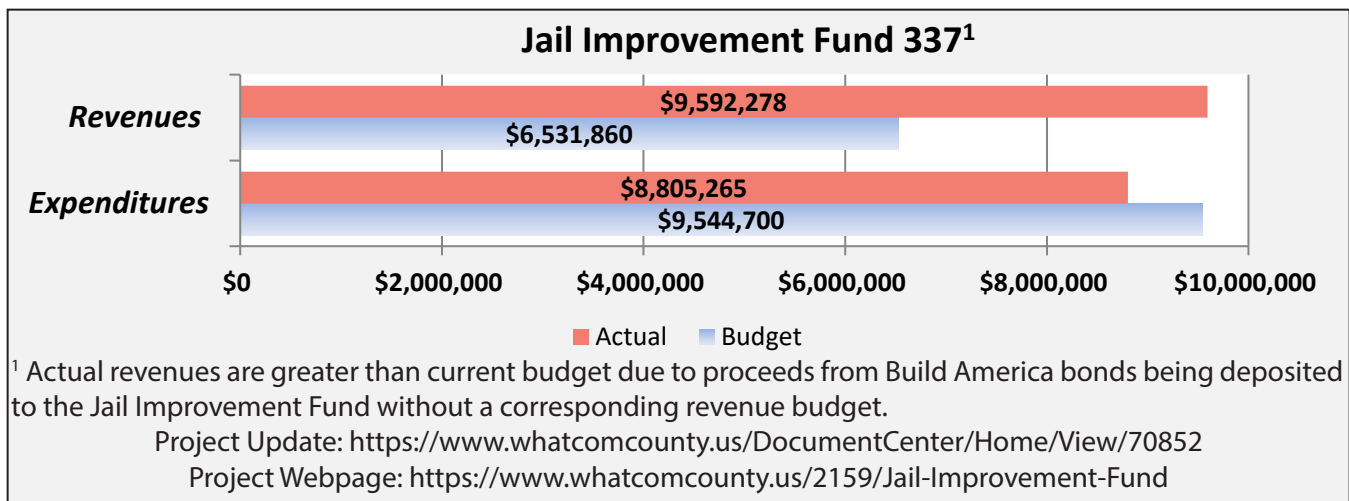 Jail Improvement Fund 337¹
Revenues
$9,592,278
$6,531,860
Expenditures
$8,805,265
$9,544,700
$0 $2,000,000 $4,000,000 $6,000,000 $8,000,000 $10,000,000
Actual Budget
¹ Actual revenues are greater than current budget due to proceeds from Build America bonds being deposited
to the Jail Improvement Fund without a corresponding revenue budget.
Project Update: https://www.whatcomcounty.us/DocumentCenter/Home/View/70852
Project Webpage: https://www.whatcomcounty.us/2159/Jail-Improvement-Fund